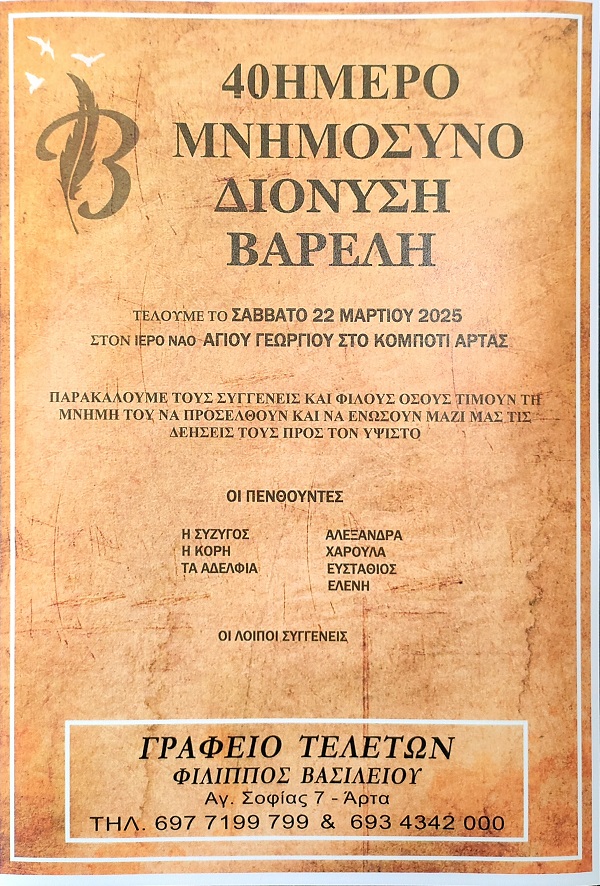 Β
40ΗΜΕΡΟ
ΜΝΗΜΟΣΥΝΟ
ΔΙΟΝΥΣΗ
ΒΑΡΕΛΗ
ΤΕΛΟΥΜΕ ΤΟ ΣΑΒΒΑΤΟ 22 ΜΑΡΤΙΟΥ 2025
ΣΤΟΝ ΙΕΡΟ ΝΑΟ ΑΓΙΟΥ ΓΕΩΡΓΙΟΥ ΣΤΟ ΚΟΜΠΟΤΙ ΑΡΤΑΣ
ΠΑΡΑΚΑΛΟΥΜΕ ΤΟΥΣ ΣΥΓΓΕΝΕΙΣ ΚΑΙ ΦΙΛΟΥΣ ΟΣΟΥΣ ΤΙΜΟΥΝ ΤΗ
ΜΝΗΜΗ ΤΟΥ ΝΑ ΠΡΟΣΕΛΘΟΥΝ ΚΑΙ ΝΑ ΕΝΩΣΟΥΝ ΜΑΖΙ ΜΑΣ ΤΙΣ
ΔΕΗΣΕΙΣ ΤΟΥΣ ΠΡΟΣ ΤΟΝ ΥΨΙΣΤΟ
ΟΙ ΠΕΝΘΟΥΝΤΕΣ
Η ΣΥΖΥΓΟΣ ΑΛΕΞΑΝΔΡΑ
Η ΚΟΡΗ ΧΑΡΟΥΛΑ
ΤΑ ΑΔΕΛΦΙΑ ΕΥΣΤΑΘΙΟΣ
ΕΛΕΝΗ
ΟΙ ΛΟΙΠΟΙ ΣΥΓΓΕΝΕΙΣ
ΓΡΑΦΕΙΟ ΤΕΛΕΤΩΝ
ΦΙΛΙΠΠΟΣ ΒΑΣΙΛΕΙΟΥ
Αγ. Σοφίας 7 - Άρτα
ΤΗΛ. 697 7199 799 & 693 4342 000